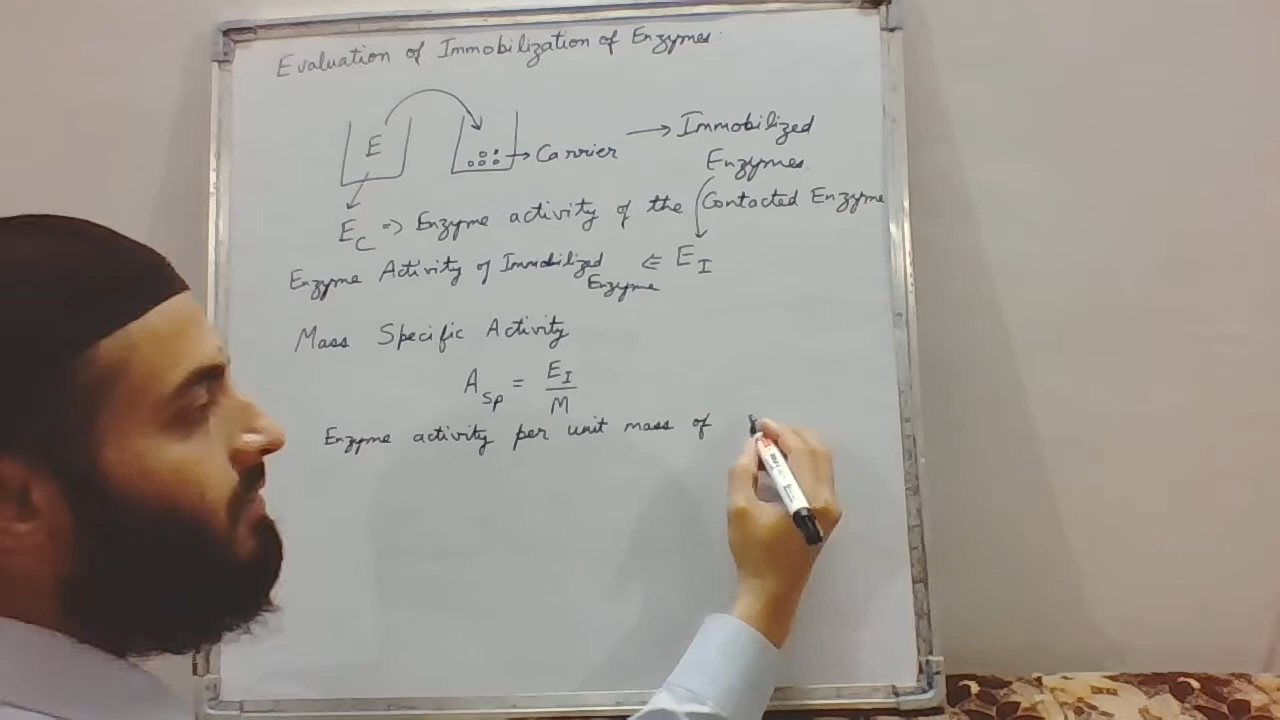 Evaluation of Immobilization of Enzymes:
E → Carrier → Immobilized
Enzymes.
E_C => Enzyme activity of the Contacted Enzyme
Enzyme Activity of Immobilized Enzyme ⇐ E_I
Mass Specific Activity
A_sp = E_I / M
Enzyme activity per unit mass of